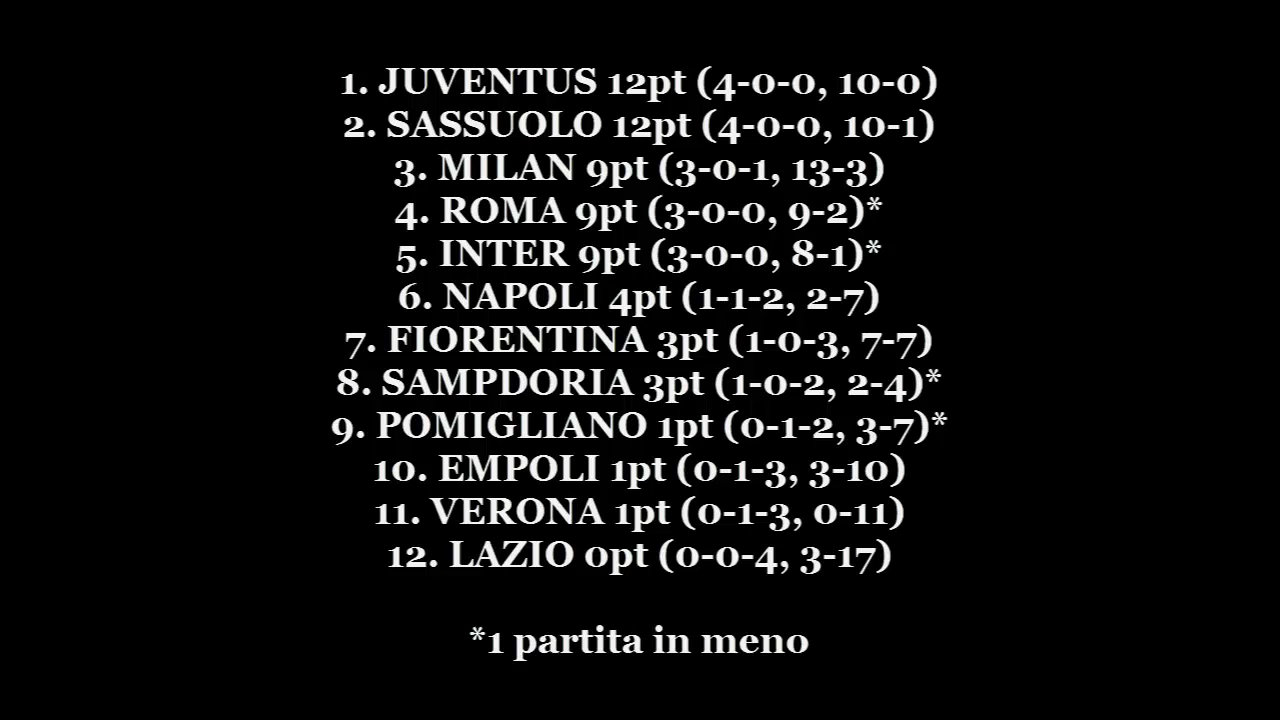 1. JUVENTUS 12pt (4-0-0, 10-0)
2. SASSUOLO 12pt (4-0-0, 10-1)
3. MILAN 9pt (3-0-1, 13-3)
4. ROMA 9pt (3-0-0, 9-2)*
5. INTER 9pt (3-0-0, 8-1)*
6. NAPOLI 4pt (1-1-2, 2-7)
7. FIORENTINA 3pt (1-0-3, 7-7)
8. SAMPDORIA 3pt (1-0-2, 2-4)*
9. POMIGLIANO 1pt (0-1-2, 3-7)*
10. EMPOLI 1pt (0-1-3, 3-10)
11. VERONA 1pt (0-1-3, 0-11)
12. LAZIO 0pt (0-0-4, 3-17)
*1 partita in meno